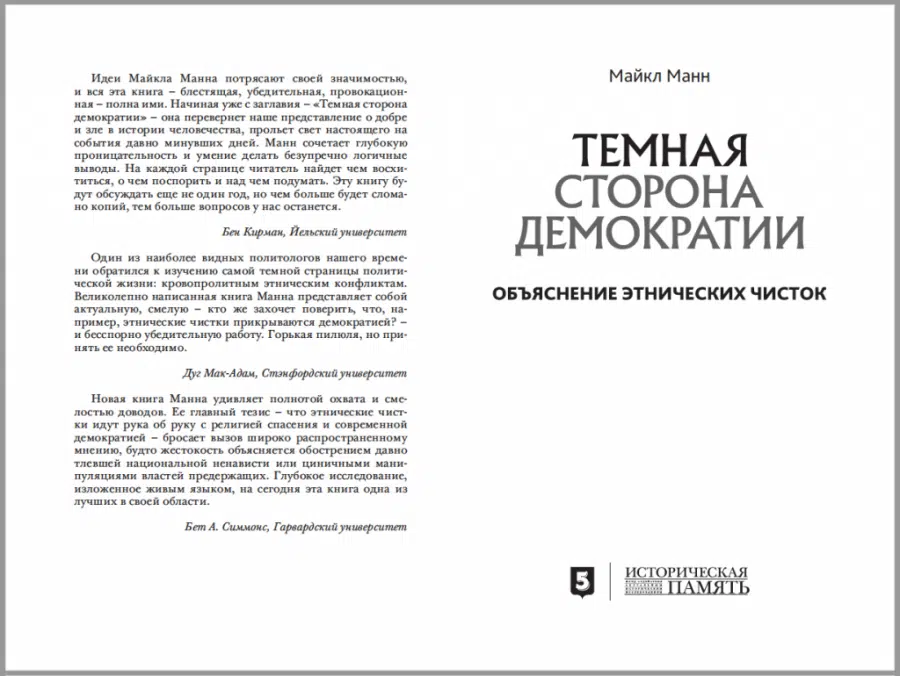 Идеи Майкла Манна потрясают своей значимостью,
и вся эта книга – блестящая, убедительная, провокацион-
ная – полна ими. Начиная уже с заглавия – «Темная сторона
демократии» – она перевернет наше представление о добре
и зле в истории человечества, прольет свет настоящего на
события давно минувших дней. Манн сочетает глубокую
проницательность и умение делать безупречно логичные
выводы. На каждой странице читатель найдет чем восхи-
титься, о чем поспорить и над чем подумать. Эту книгу бу-
дут обсуждать еще не один год, но чем больше будет слома-
но копий, тем больше вопросов у нас останется.
Бен Кирман, Йельский университет
Один из наиболее видных политологов нашего време-
ни обратился к изучению самой темной страницы полити-
ческой жизни: кровопролитным этническим конфликтам.
Великолепно написанная книга Манна представляет собой
актуальную, смелую – кто же захочет поверить, что, на-
пример, этнические чистки прикрываются демократией? –
и бесспорно убедительную работу. Горькая пилюля, но при-
нять ее необходимо.
Дуг Мак-Адам, Стэнфордский университет
Новая книга Манна удивляет полнотой охвата и сме-
лостью доводов. Ее главный тезис – что этнические чист-
ки идут рука об руку с религией спасения и современной
демократией – бросает вызов широко распространенному
мнению, будто жестокость объясняется обострением давно
тлевшей национальной ненависти или циничными мани-
пуляциями властей предержащих. Глубокое исследование,
изложенное живым языком, на сегодня эта книга одна из
лучших в своей области.
Бет А. Симмонс, Гарвардский университет
Майкл Манн
ТЕМНАЯ
СТОРОНА
ДЕМОКРАТИИ
ОБЪЯСНЕНИЕ ЭТНИЧЕСКИХ ЧИСТОК
5
ИСТОРИЧЕСКАЯ
ПАМЯТЬ